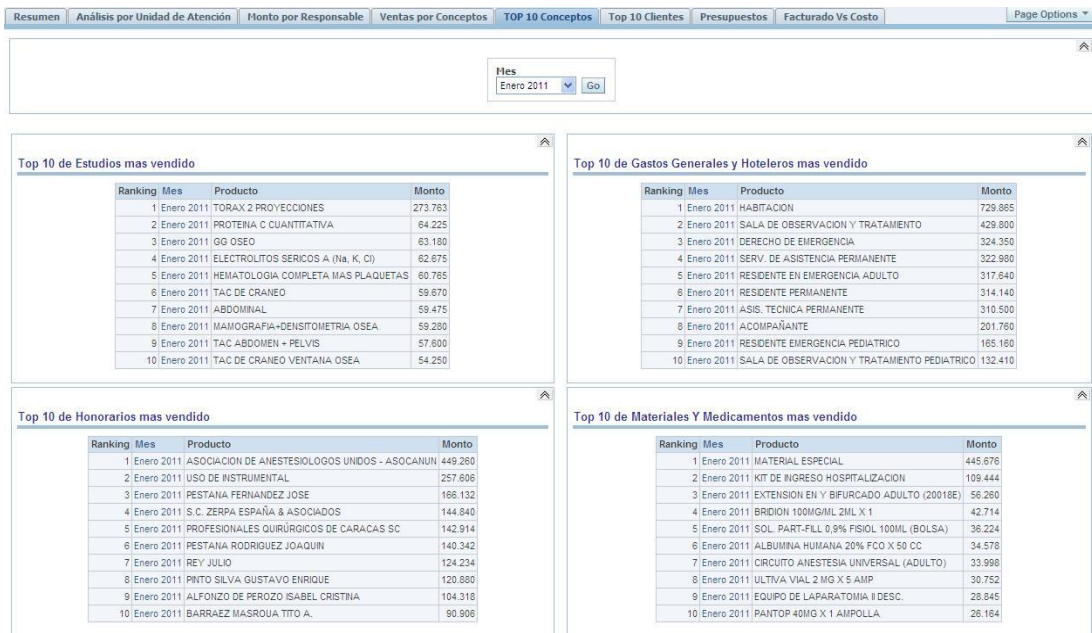 Resumen Análisis por Unidad de Atención Monto por Responsable Ventas por Conceptos TOP 10 Conceptos Top 10 Clientes Presupuestos Facturado Vs Costo Page Options
Mes
Enero 2011 Go
Top 10 de Estudios mas vendido
Ranking Mes Producto Monto
1 Enero 2011 TORAX 2 PROYECCIONES 273.763
2 Enero 2011 PROTEINA C CUANTITATIVA 64.225
3 Enero 2011 GG OSEO 63.180
4 Enero 2011 ELECTROLITOS SERICOS A (Na, K, Cl) 62.675
5 Enero 2011 HEMATOLOGIA COMPLETA MAS PLAQUETAS 60.765
6 Enero 2011 TAC DE CRANEO 59.670
7 Enero 2011 ABDOMINAL 59.475
8 Enero 2011 MAMOGRAFIA+DENSITOMETRIA OSEA 59.280
9 Enero 2011 TAC ABDOMEN + PELVIS 57.600
10 Enero 2011 TAC DE CRANEO VENTANA OSEA 54.250
Top 10 de Gastos Generales y Hoteleros mas vendido
Ranking Mes Producto Monto
1 Enero 2011 HABITACION 729.865
2 Enero 2011 SALA DE OBSERVACION Y TRATAMIENTO 429.800
3 Enero 2011 DERECHO DE EMERGENCIA 324.350
4 Enero 2011 SERV. DE ASISTENCIA PERMANENTE 322.980
5 Enero 2011 RESIDENTE EN EMERGENCIA ADULTO 317.640
6 Enero 2011 RESIDENTE PERMANENTE 314.140
7 Enero 2011 ASIS. TECNICA PERMANENTE 310.500
8 Enero 2011 ACOMPAÑANTE 201.760
9 Enero 2011 RESIDENTE EMERGENCIA PEDIATRICO 165.160
10 Enero 2011 SALA DE OBSERVACION Y TRATAMIENTO PEDIATRICO 132.410
Top 10 de Honorarios mas vendido
Ranking Mes Producto Monto
1 Enero 2011 ASOCIACION DE ANESTESIOLOGOS UNIDOS - ASOCANUN 449.260
2 Enero 2011 USO DE INSTRUMENTAL 257.606
3 Enero 2011 PESTANA FERNANDEZ JOSE 166.132
4 Enero 2011 S.C. ZERPA ESPAÑA & ASOCIADOS 144.840
5 Enero 2011 PROFESIONALES QUIRÚRGICOS DE CARACAS SC 142.914
6 Enero 2011 PESTANA RODRIGUEZ JOAQUIN 140.342
7 Enero 2011 REY JULIO 124.234
8 Enero 2011 PINTO SILVA GUSTAVO ENRIQUE 120.880
9 Enero 2011 ALFONZO DE PEROZO ISABEL CRISTINA 104.318
10 Enero 2011 BARRAEZ MASROUA TITO A. 90.906
Top 10 de Materiales Y Medicamentos mas vendido
Ranking Mes Producto Monto
1 Enero 2011 MATERIAL ESPECIAL 445.676
2 Enero 2011 KIT DE INGRESO HOSPITALIZACION 109.444
3 Enero 2011 EXTENSION EN Y BIFURCADO ADULTO (20018E) 56.260
4 Enero 2011 BRIDION 100MG/ML 2ML X 1 42.714
5 Enero 2011 SOL. PART-FILL 0,9% FISIOL 100ML (BOLSA) 36.224
6 Enero 2011 ALBUMINA HUMANA 20% FCO X 50 CC 34.578
7 Enero 2011 CIRCUITO ANESTESIA UNIVERSAL (ADULTO) 33.998
8 Enero 2011 ULTIVA VIAL 2 MG X 5 AMP 30.752
9 Enero 2011 EQUIPO DE LAPARATOMIA II DESC. 28.845
10 Enero 2011 PANTOP 40MG X 1 AMPOLLA 26.164